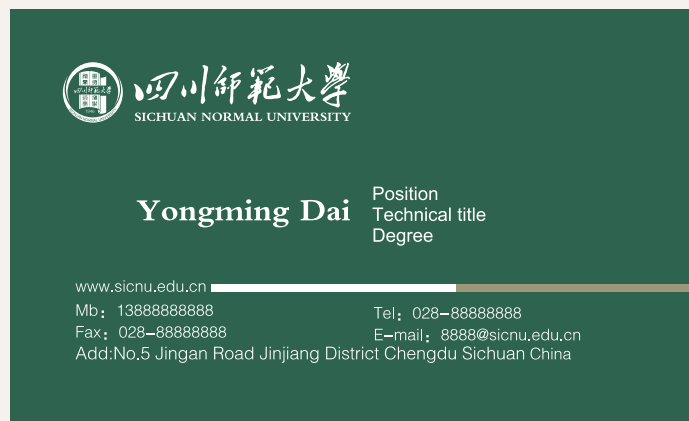 四川師範大學
SICHUAN NORMAL UNIVERSITY
Yongming Dai
Position
Technical title
Degree
www.sicnu.edu.cn
Mb：13888888888
Tel：028-88888888
Fax：028-88888888
E-mail：8888@sicnu.edu.cn
Add:No.5 Jingan Road Jinjiang District Chengdu Sichuan China